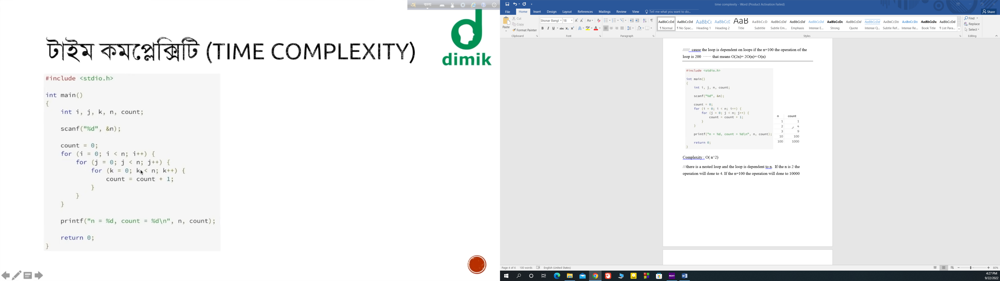 বাংলা
টাইম কমপ্লেক্সিটি (TIME COMPLEXITY)
dimik
#include <stdio.h>
int main()
{
int i, j, k, n, count;
scanf("%d", &n);
count = 0;
for (i = 0; i < n; i++) {
for (j = 0; j < n; j++) {
for (k = 0; k < n; k++) {
count = count + 1;
}
}
}
printf("n = %d, count = %d\n", n, count);
return 0;
}
time complexity - Word (Product Activation Failed)
File Home Insert Design Layout References Mailings Review View Tell me what you want to do... Share
Paste
Cut
Copy
Format Painter
Shonar Bangl 18
AaBbCcDd AaBbCcDd AaBbCc AaBbCcC AaB AaBbCcD AaBbCcDd AaBbCcDd AaBbCcDd AaBbCcDc AaBbCcDd AaBbCcDd AaBbCcDd AaBbCcDd AaBbCcDd AaBbCcDd
¶ Normal ¶ No Spac... Heading 1 Heading 2 Title Subtitle Subtle Em... Emphasis Intense E... Strong Quote Intense Q... Subtle Ref... Intense Re... Book Title ¶ List Para...
Find
Replace
Select
Clipboard Font Paragraph Styles Editing
////// cause the loop is dependent on loops if the n=100 the operation of the
loop is 200 ······ that means O(2n)= 2O(n)= O(n)
#include <stdio.h>
int main()
{
int i, j, n, count;
scanf("%d", &n);
count = 0;
for (i = 0; i < n; i++) {
for (j = 0; j < n; j++) {
count = count + 1;
}
}
printf("n = %d, count = %d\n", n, count);
return 0;
}
n count
1 1
2 4
3 9
10 100
100 1000
Complexity : O( n^2)
///there is a nested loop and the loop is dependent to n. If the n is 2 the
operation will done to 4. If the n=100 the operation will done to 10000
Page 4 of 6 100 words English (United States) 80%
4:27 PM
9/22/2022